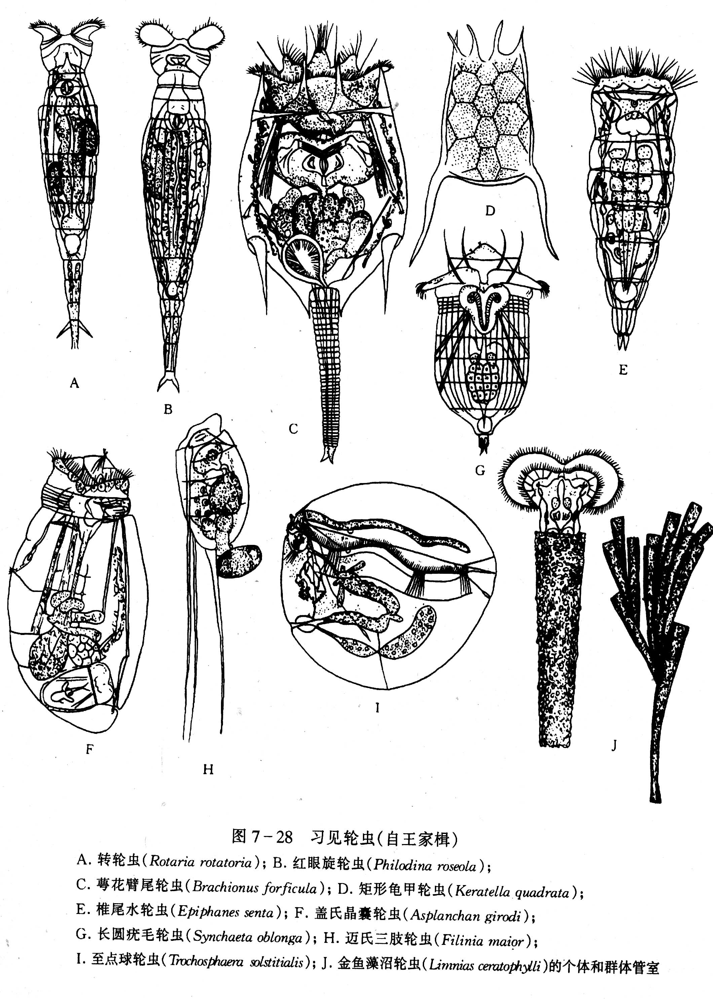 D
A
B
C
E
G
F
H
I
J
图 7-28 习见轮虫(自王家楫)
A. 转轮虫(Rotaria rotatoria); B. 红眼旋轮虫(Philodina roseola);
C. 萼花臂尾轮虫(Brachionus forficula); D. 矩形龟甲轮虫(Keratella quadrata);
E. 椎尾水轮虫(Epiphanes senta); F. 盖氏晶囊轮虫(Asplanchan girodi);
G. 长圆疣毛轮虫(Synchaeta oblonga); H. 迈氏三肢轮虫(Filinia maior);
I. 至点球轮虫(Trochosphaera solstitialis); J. 金鱼藻沼轮虫(Limnias ceratophylli)的个体和群体管室